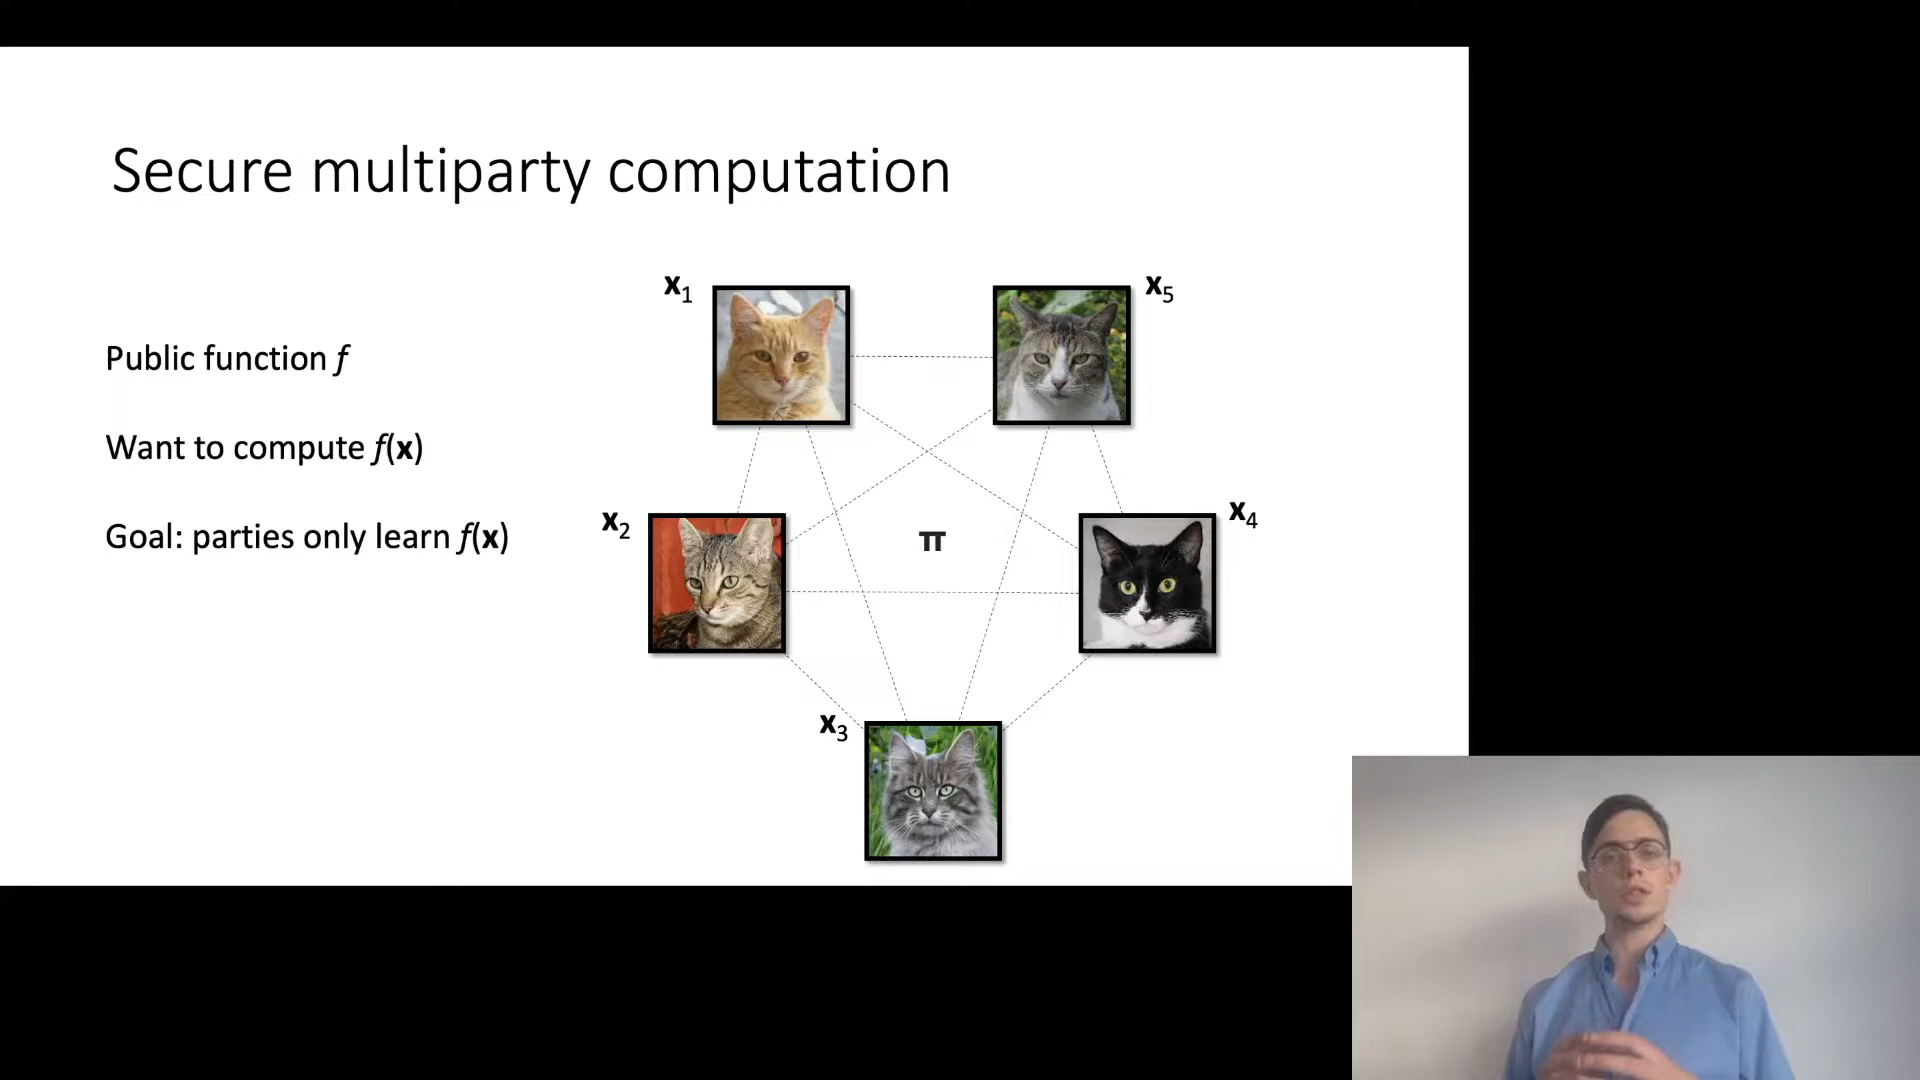 Secure multiparty computation
x1
x5
Public function f
Want to compute f(x)
Goal: parties only learn f(x)
x2
π
x4
x3